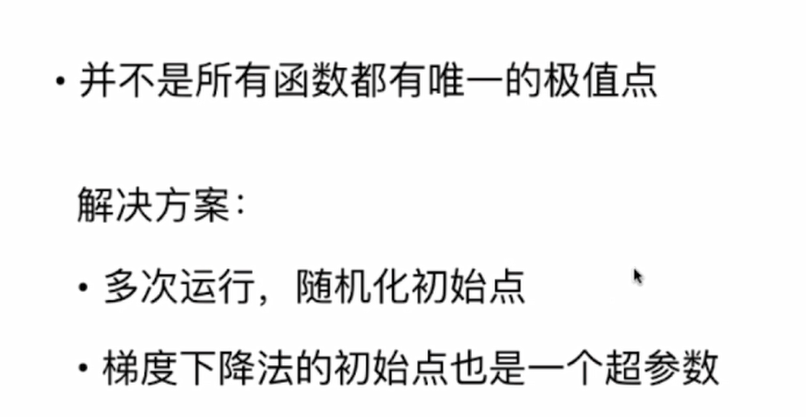 • 并不是所有函数都有唯一的极值点
解决方案：
• 多次运行，随机化初始点
• 梯度下降法的初始点也是一个超参数